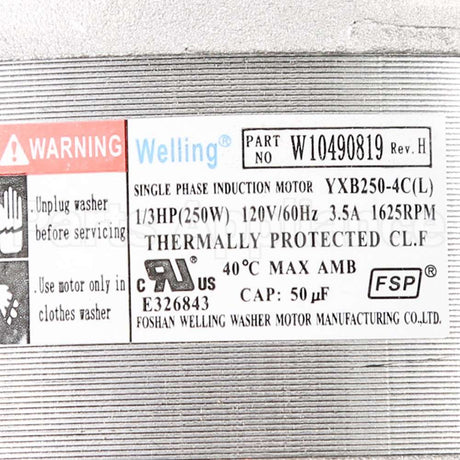 WARNING
Unplug washer
before servicing
Use motor only in
clothes washer
Welling®
PART NO W10490819 Rev.H
SINGLE PHASE INDUCTION MOTOR YXB250-4C(L)
1/3HP(250W) 120V/60Hz 3.5A 1625RPM
THERMALLY PROTECTED CL.F
c RU ® US 40°C MAX AMB
E326843 CAP: 50 µF FSP ®
FOSHAN WELLING WASHER MOTOR MANUFACTURING CO.,LTD.